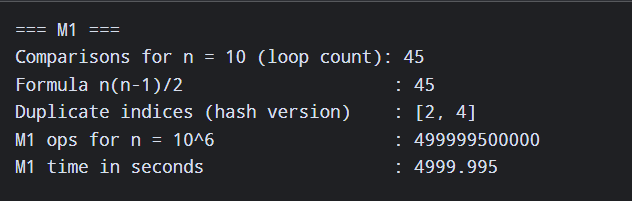 === M1 ===
Comparisons for n = 10 (loop count): 45
Formula n(n-1)/2                   : 45
Duplicate indices (hash version)   : [2, 4]
M1 ops for n = 10^6                : 499999500000
M1 time in seconds                 : 4999.995